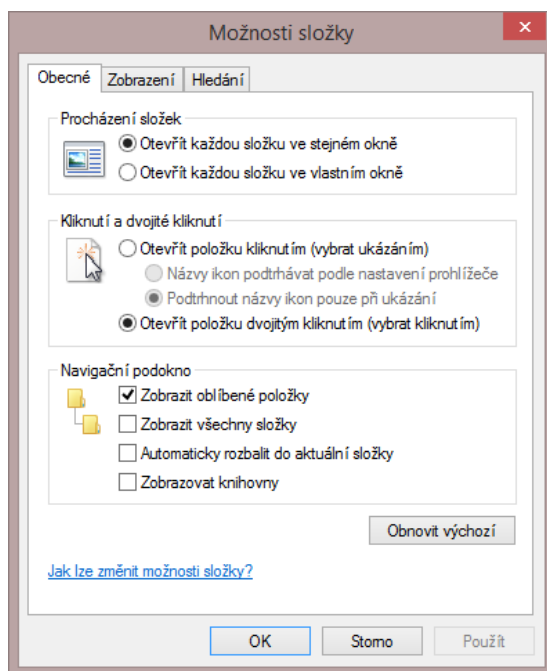 Možnosti složky
Obecné Zobrazení Hledání
Procházení složek
Otevřít každou složku ve stejném okně
Otevřít každou složku ve vlastním okně
Kliknutí a dvojité kliknutí
Otevřít položku kliknutím (vybrat ukázáním)
Názvy ikon podtrhávat podle nastavení prohlížeče
Podtrhnout názvy ikon pouze při ukázání
Otevřít položku dvojitým kliknutím (vybrat kliknutím)
Navigační podokno
Zobrazit oblíbené položky
Zobrazit všechny složky
Automaticky rozbalit do aktuální složky
Zobrazovat knihovny
Obnovit výchozí
Jak lze změnit možnosti složky?
OK Storno Použít